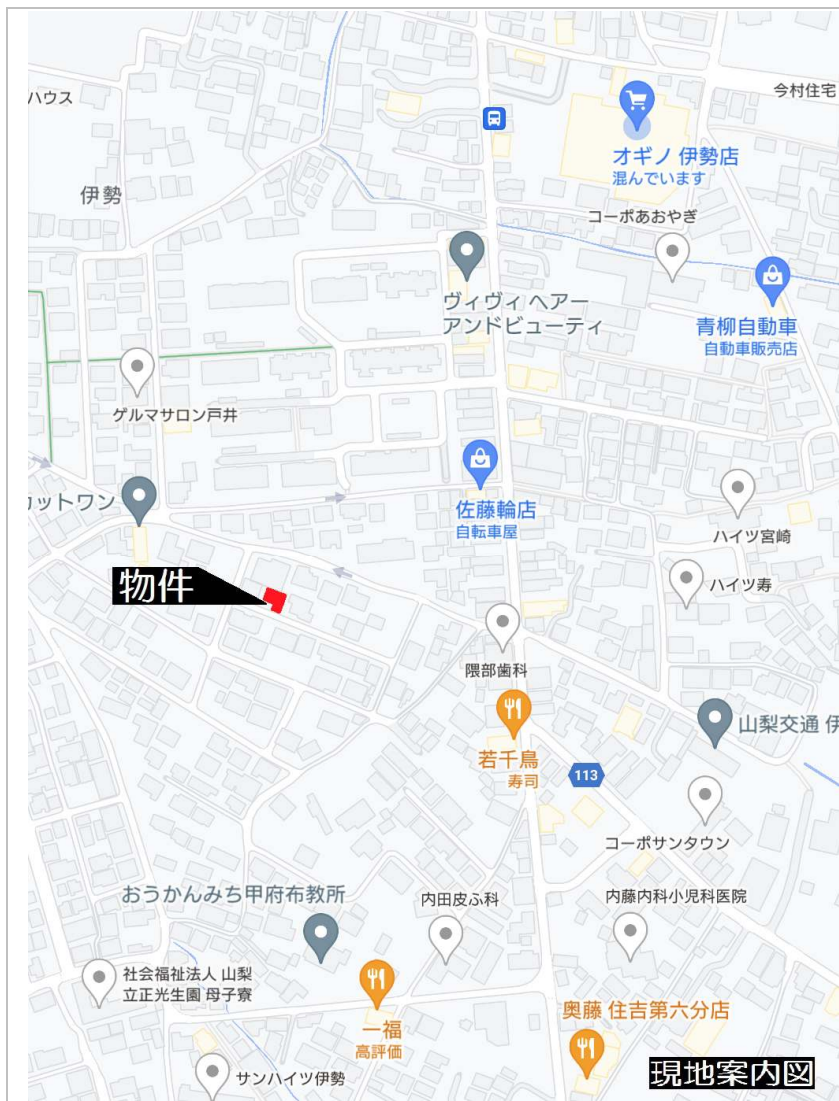 ハウス
今村住宅
オギノ 伊勢店
混んでいます
伊勢
コーポあおやぎ
ヴィヴィ ヘアー
アンドビューティ
青柳自動車
自動車販売店
ゲルマサロン戸井
カットワン
佐藤輪店
自転車屋
ハイツ宮崎
ハイツ寿
物件
隈部歯科
若千鳥
寿司
113
山梨交通 伊
コーポサンタウン
おうかんみち甲府布教所
内田皮ふ科
内藤内科小児科医院
社会福祉法人 山梨
立正光生園 母子寮
一福
高評価
奥藤 住吉第六分店
サンハイツ伊勢
現地案内図